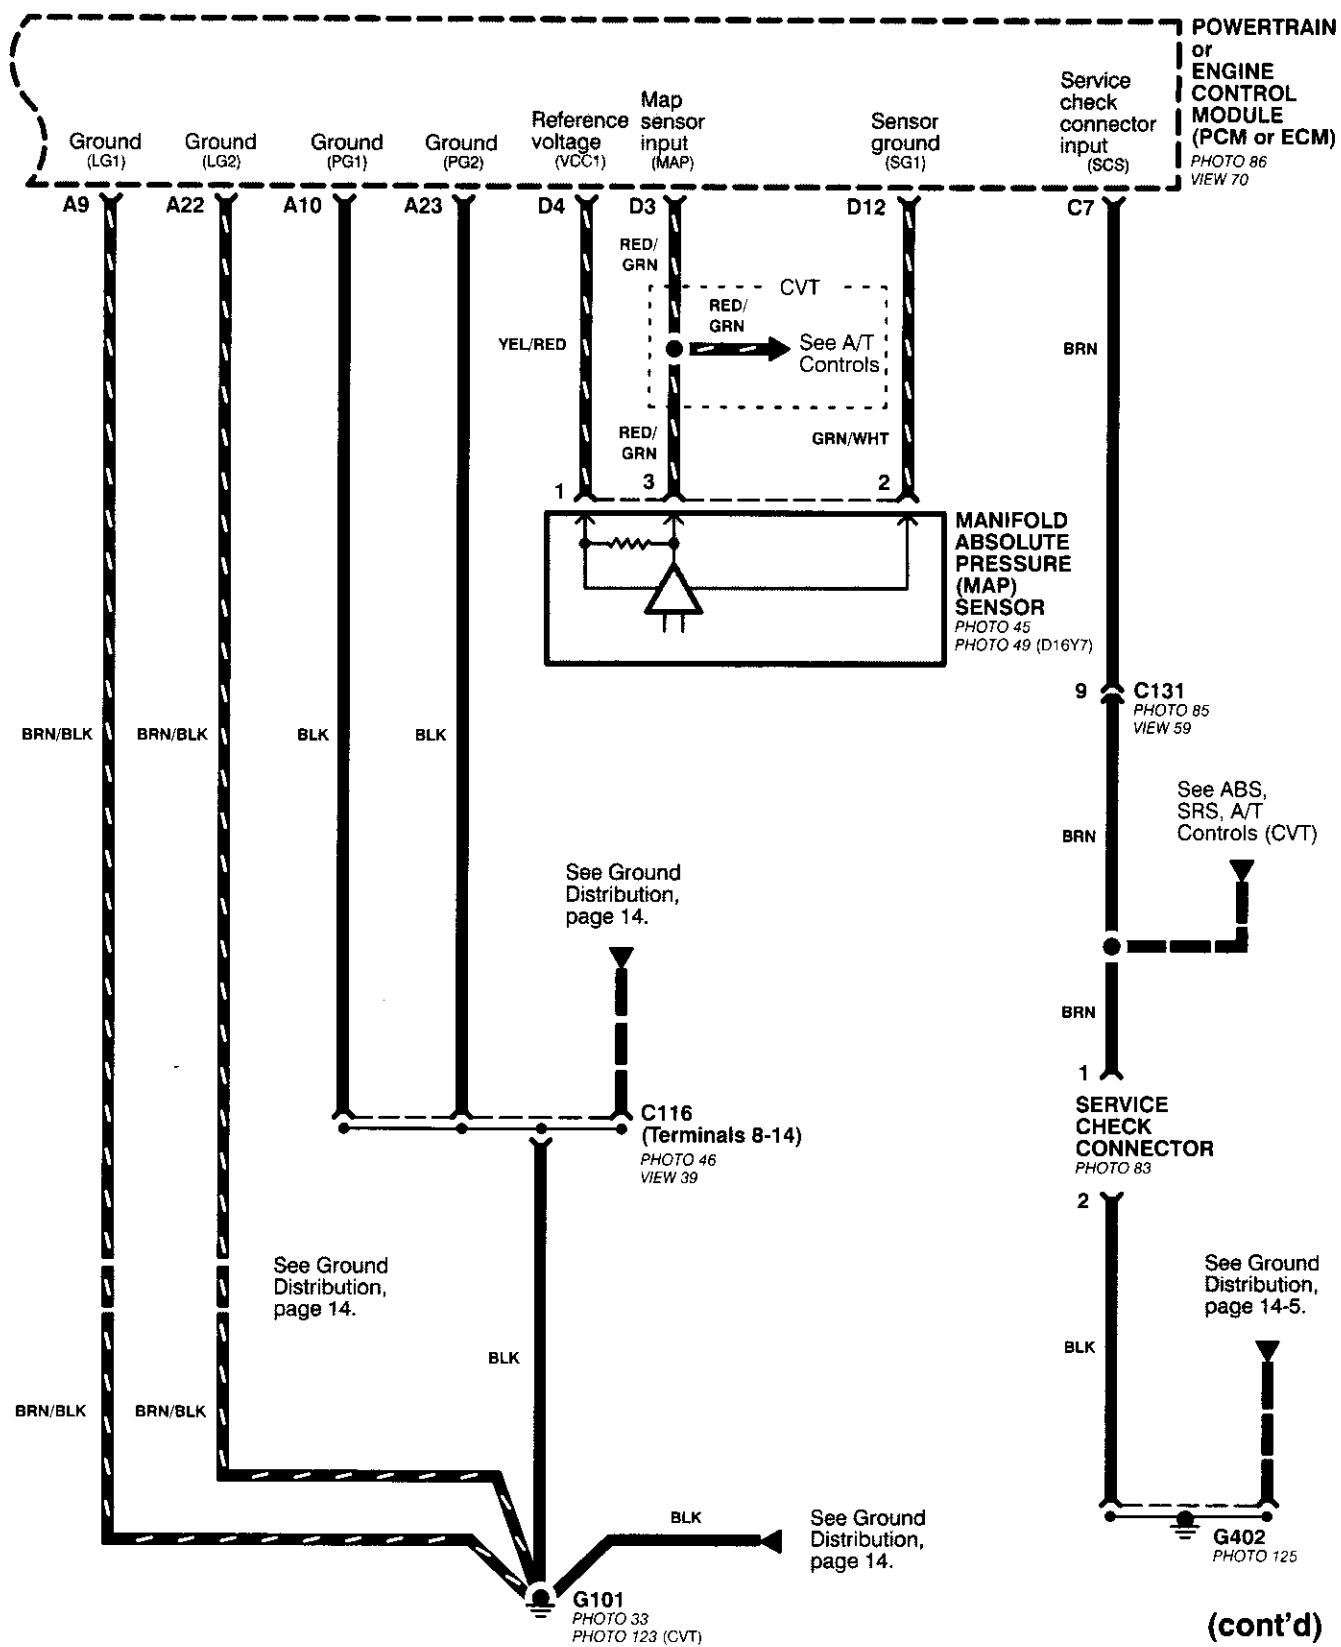 POWERTRAIN
or
ENGINE
CONTROL
MODULE
(PCM or ECM)
PHOTO 86
VIEW 70
Ground
(LG1)
Ground
(LG2)
Ground
(PG1)
Ground
(PG2)
Reference
voltage
(VCC1)
Map
sensor
input
(MAP)
Sensor
ground
(SG1)
Service
check
connector
input
(SCS)
A9
A22
A10
A23
D4
D3
D12
C7
RED/
GRN
CVT
RED/
GRN
See A/T
Controls
YEL/RED
BRN
RED/
GRN
GRN/WHT
1
3
2
MANIFOLD
ABSOLUTE
PRESSURE
(MAP)
SENSOR
PHOTO 45
PHOTO 49 (D16Y7)
9
C131
PHOTO 85
VIEW 59
BRN/BLK
BRN/BLK
BLK
BLK
See ABS,
SRS, A/T
Controls (CVT)
BRN
See Ground
Distribution,
page 14.
BRN
1
SERVICE
CHECK
CONNECTOR
PHOTO 83
2
C116
(Terminals 8-14)
PHOTO 46
VIEW 39
See Ground
Distribution,
page 14.
See Ground
Distribution,
page 14-5.
BLK
BLK
BRN/BLK
BRN/BLK
BLK
See Ground
Distribution,
page 14.
G402
PHOTO 125
G101
PHOTO 33
PHOTO 123 (CVT)
(cont'd)